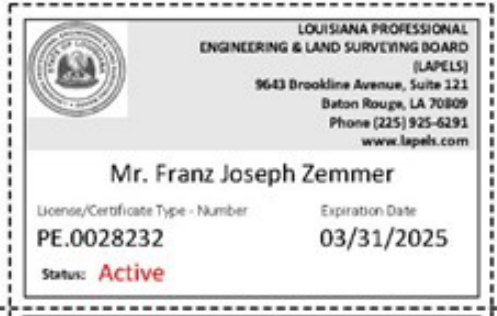 LOUISIANA PROFESSIONAL
ENGINEERING & LAND SURVEYING BOARD
(LAPELS)
9643 Brookline Avenue, Suite 121
Baton Rouge, LA 70809
Phone (225) 925-6291
www.lapels.com
Mr. Franz Joseph Zemmer
License/Certificate Type - Number
Expiration Date
PE.0028232
03/31/2025
Status: Active